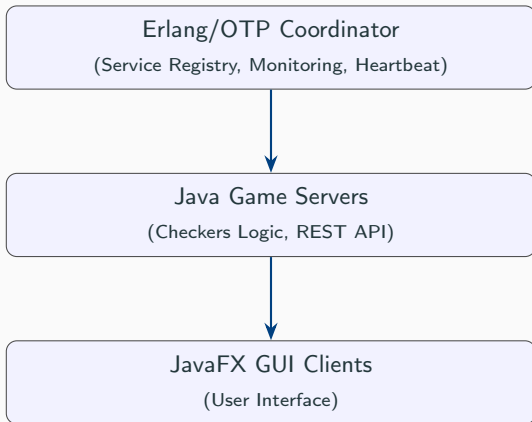 Erlang/OTP Coordinator
(Service Registry, Monitoring, Heartbeat)
Java Game Servers
(Checkers Logic, REST API)
JavaFX GUI Clients
(User Interface)